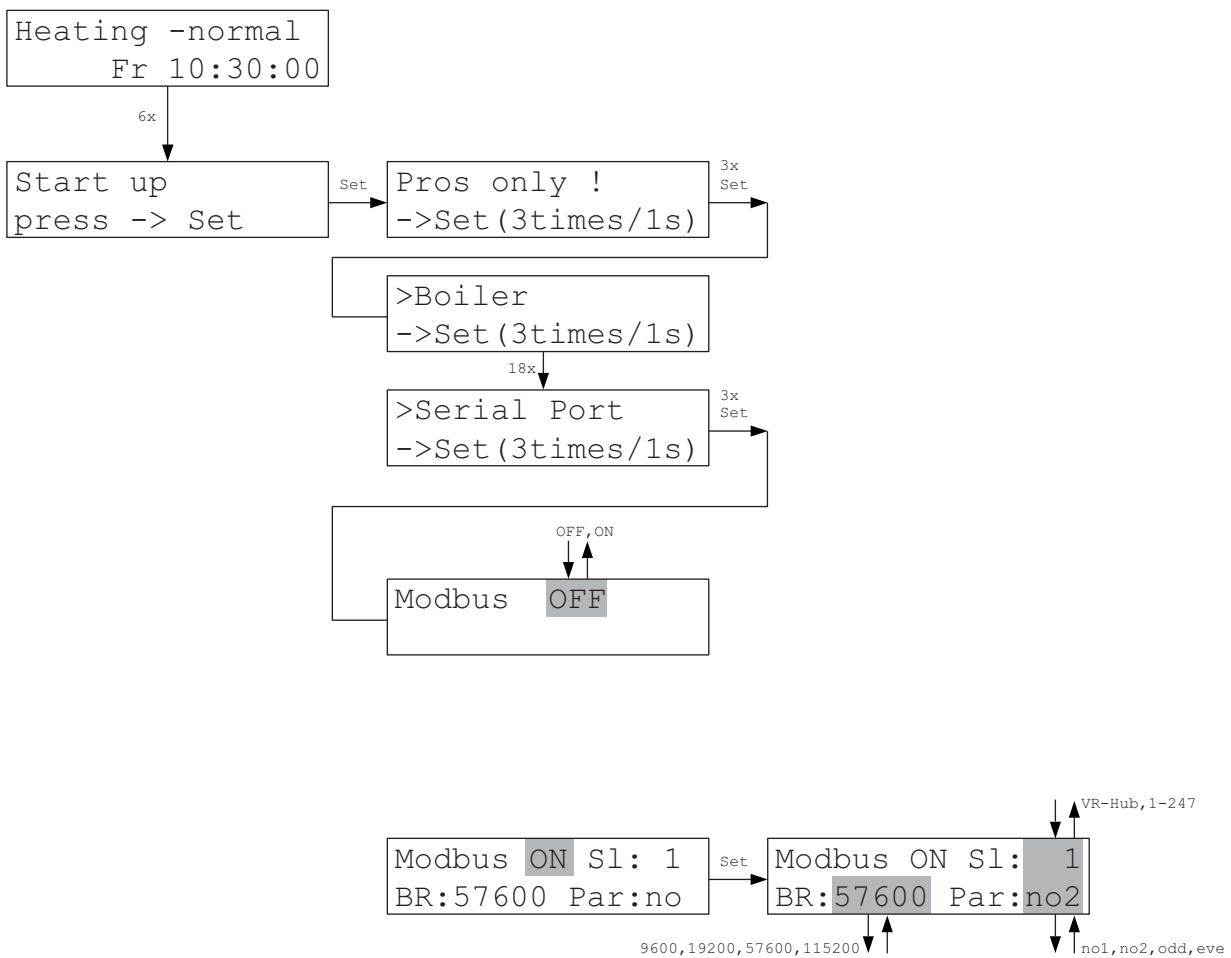 Heating -normal
Fr 10:30:00
6x
Start up
press -> Set
Set
Pros only !
->Set(3times/1s)
3x
Set
>Boiler
->Set(3times/1s)
18x
>Serial Port
->Set(3times/1s)
3x
Set
OFF,ON
Modbus OFF
Modbus ON Sl: 1
BR:57600 Par:no
Set
VR-Hub,1-247
Modbus ON Sl: 1
BR:57600 Par:no2
9600,19200,57600,115200
no1,no2,odd,eve